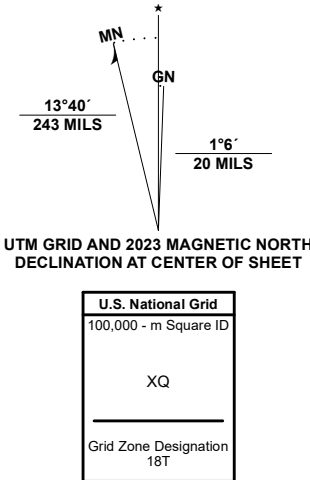 ★
MN
GN
13°40´
243 MILS
1°6´
20 MILS
UTM GRID AND 2023 MAGNETIC NORTH
DECLINATION AT CENTER OF SHEET
U.S. National Grid
100,000 - m Square ID
XQ
Grid Zone Designation
18T